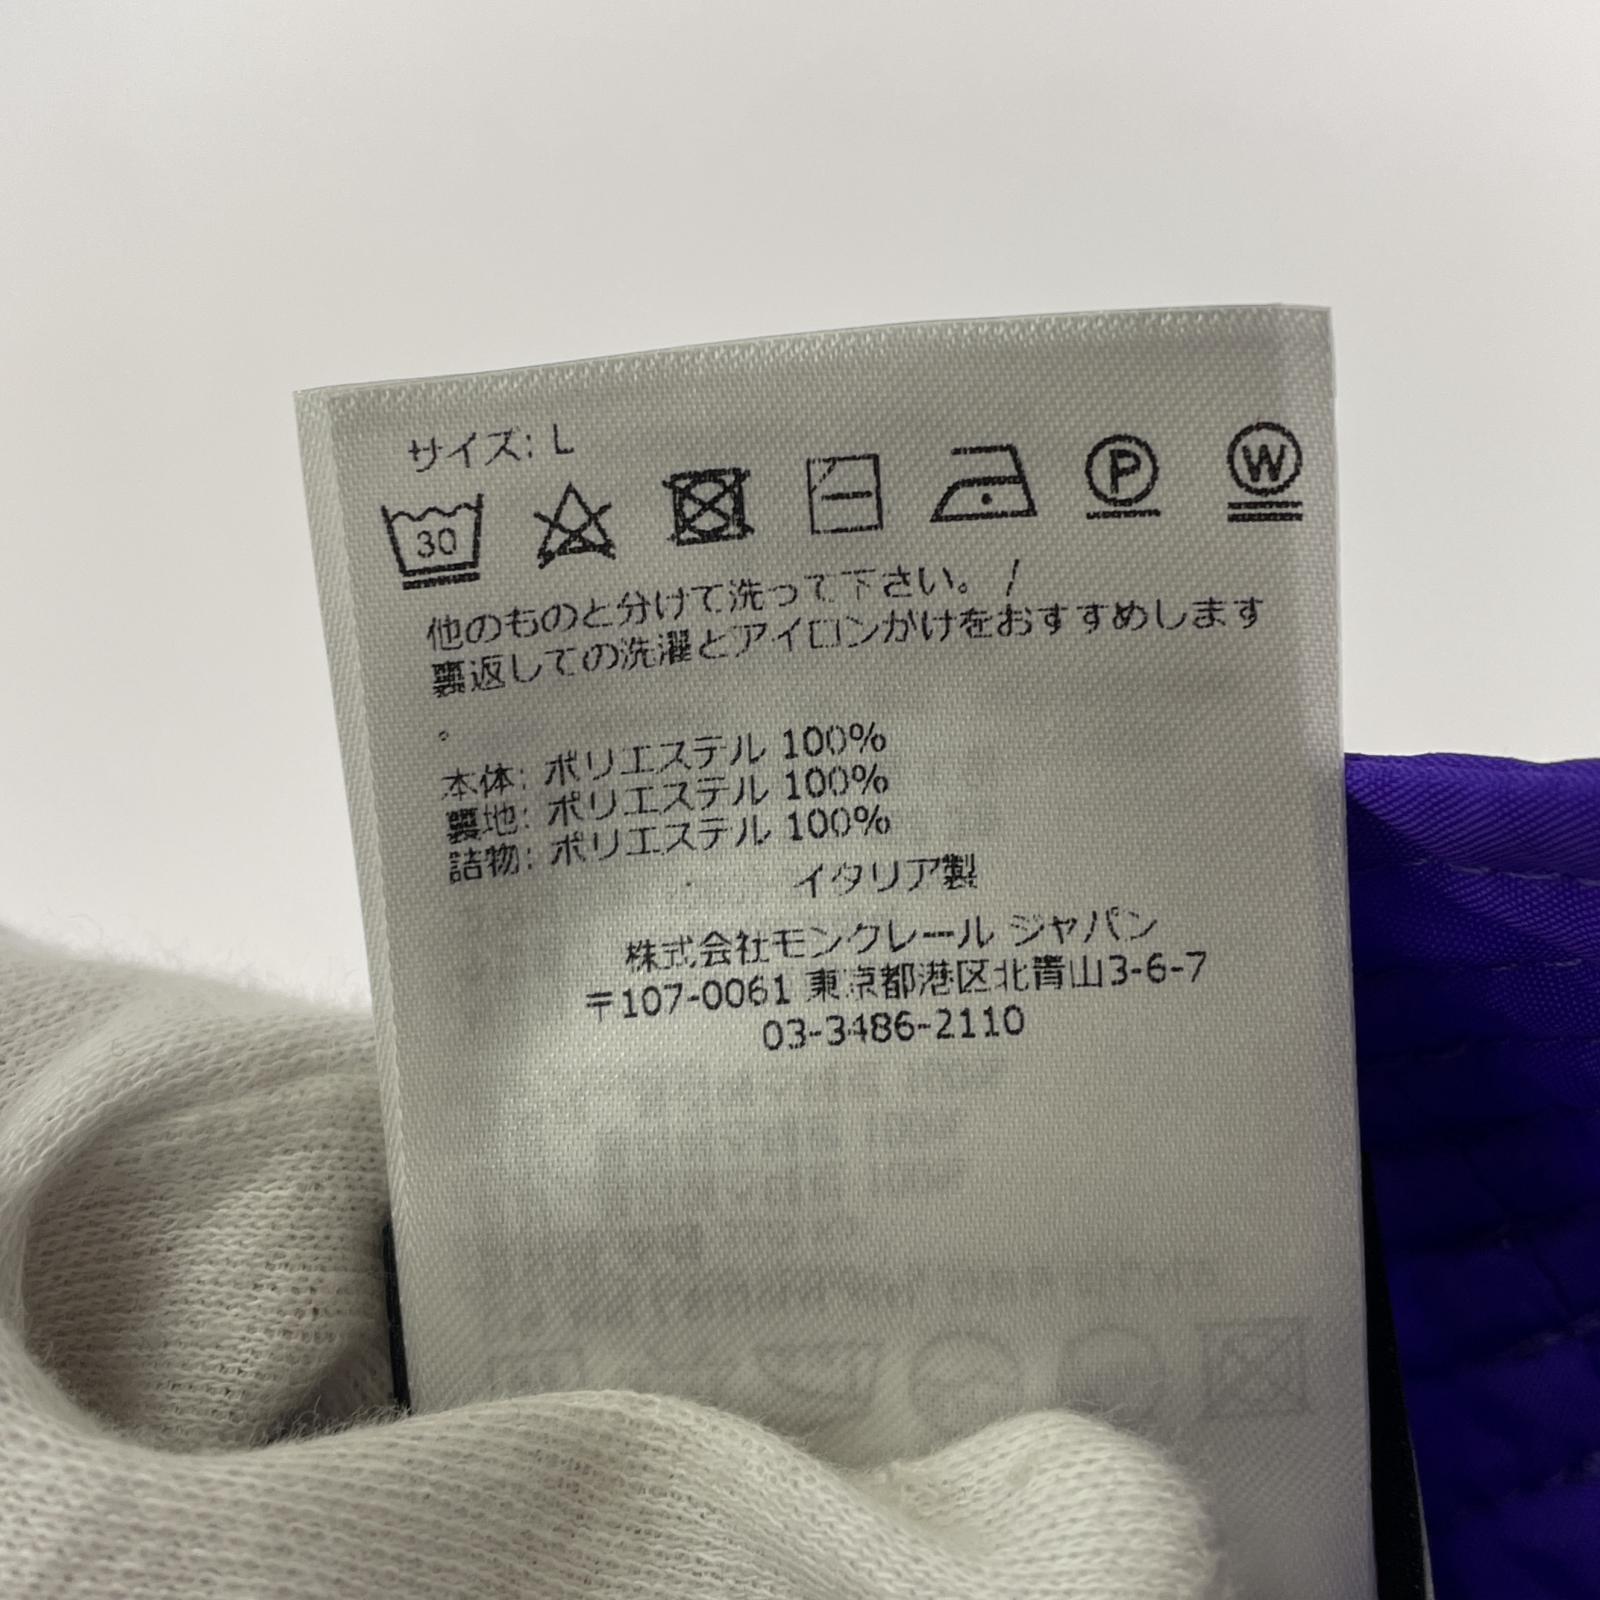 サイズ: L
30 P W
他のものと分けて洗って下さい。 /
裏返しての洗濯とアイロンがけをおすすめします
。
本体: ポリエステル 100%
裏地: ポリエステル 100%
詰物: ポリエステル 100%
イタリア製
株式会社モンクレール ジャパン
〒107-0061 東京都港区北青山3-6-7
03-3486-2110